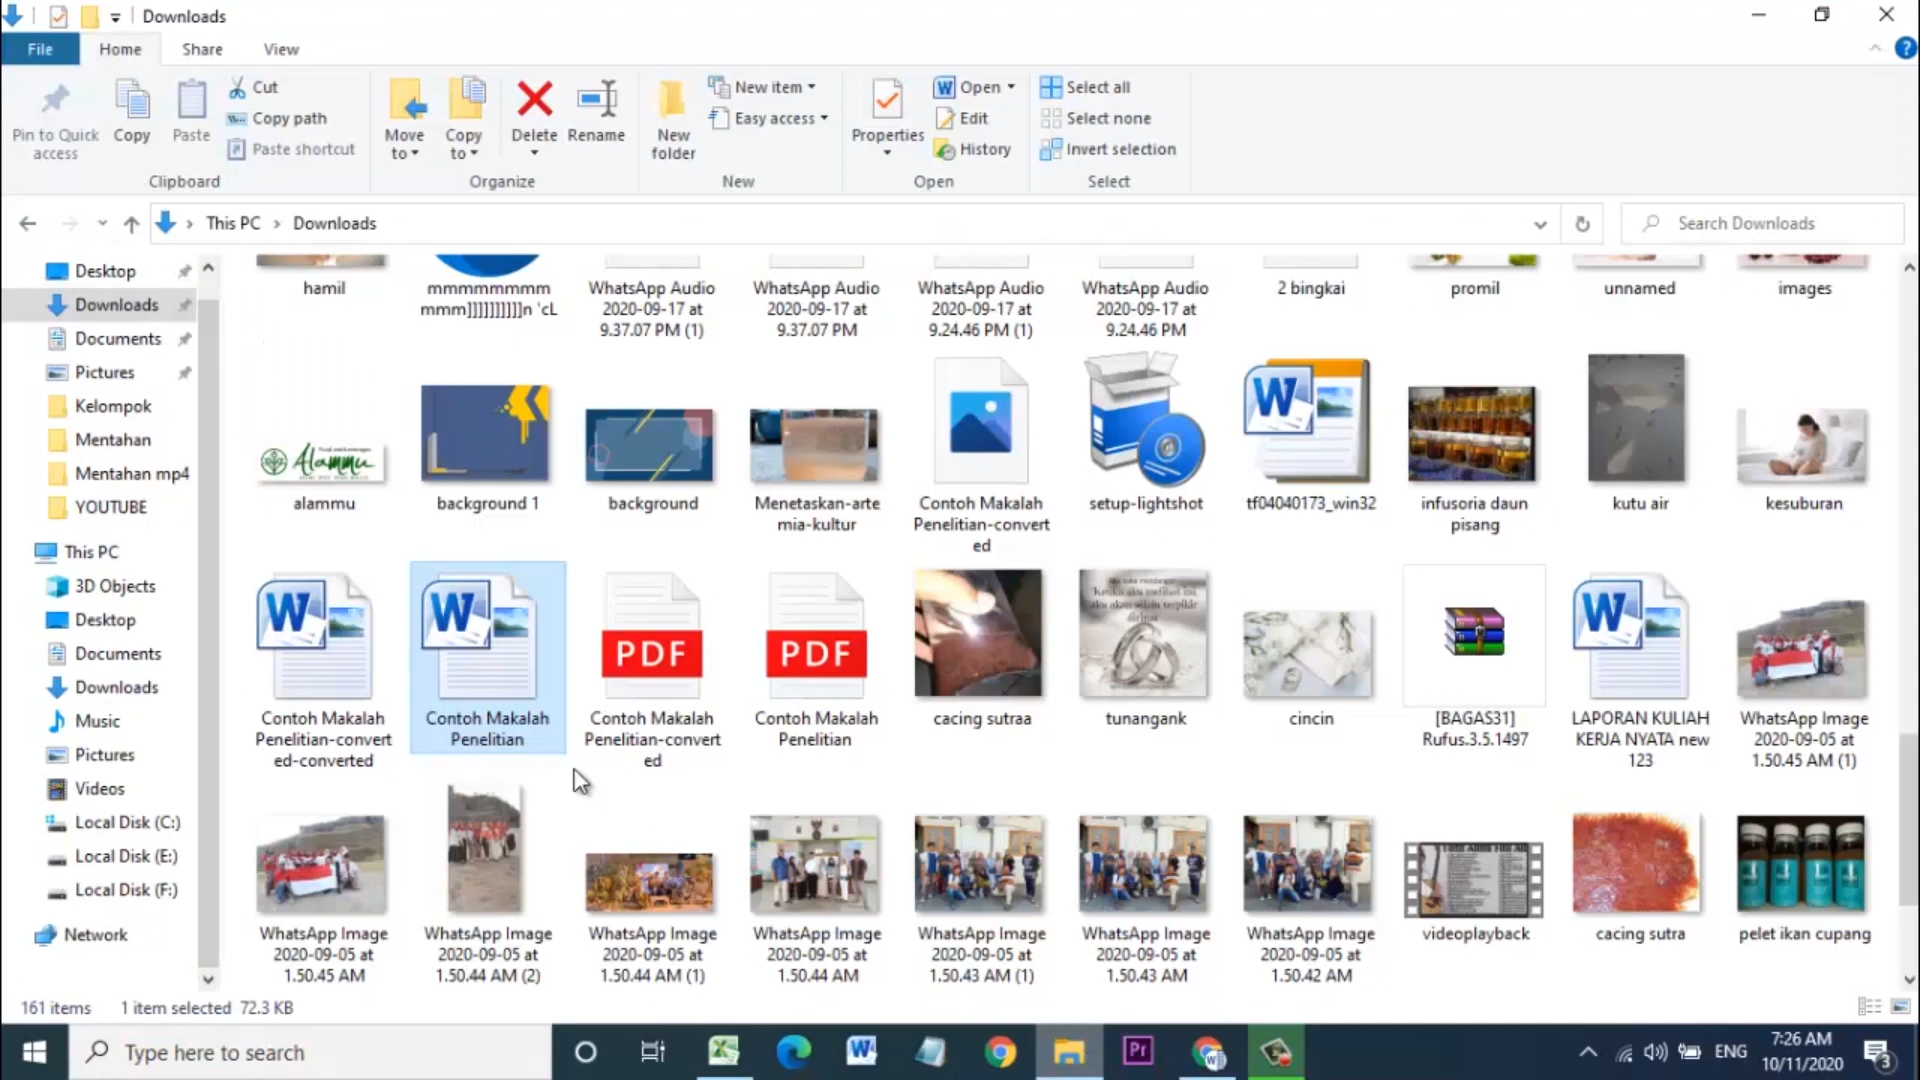 Downloads
File
Home
Share
View
Pin to Quick
access
Copy
Paste
Cut
Copy path
Paste shortcut
Clipboard
Move
to
Copy
to
Delete
Rename
Organize
New
folder
New item
Easy access
New
Properties
Open
Edit
History
Open
Select all
Select none
Invert selection
Select
This PC
Downloads
Search Downloads
Desktop
Downloads
Documents
Pictures
Kelompok
Mentahan
Mentahan mp4
YOUTUBE
This PC
3D Objects
Desktop
Documents
Downloads
Music
Pictures
Videos
Local Disk (C:)
Local Disk (E:)
Local Disk (F:)
Network
hamil
mmmmmmmm
mmm]]]]]]]]]]n 'cL
WhatsApp Audio
2020-09-17 at
9.37.07 PM (1)
WhatsApp Audio
2020-09-17 at
9.37.07 PM
WhatsApp Audio
2020-09-17 at
9.24.46 PM (1)
WhatsApp Audio
2020-09-17 at
9.24.46 PM
2 bingkai
promil
unnamed
images
Alammu
alammu
background 1
background
Menetaskan-arte
mia-kultur
Contoh Makalah
Penelitian-convert
ed
setup-lightshot
W
tf04040173_win32
infusoria daun
pisang
kutu air
kesuburan
W
Contoh Makalah
Penelitian-convert
ed-converted
W
Contoh Makalah
Penelitian
PDF
Contoh Makalah
Penelitian-convert
ed
PDF
Contoh Makalah
Penelitian
cacing sutraa
tunangank
cincin
[BAGAS31]
Rufus.3.5.1497
W
LAPORAN KULIAH
KERJA NYATA new
123
WhatsApp Image
2020-09-05 at
1.50.45 AM (1)
WhatsApp Image
2020-09-05 at
1.50.45 AM
WhatsApp Image
2020-09-05 at
1.50.44 AM (2)
WhatsApp Image
2020-09-05 at
1.50.44 AM (1)
WhatsApp Image
2020-09-05 at
1.50.44 AM
WhatsApp Image
2020-09-05 at
1.50.43 AM (1)
WhatsApp Image
2020-09-05 at
1.50.43 AM
WhatsApp Image
2020-09-05 at
1.50.42 AM
videoplayback
cacing sutra
pelet ikan cupang
161 items
1 item selected 72.3 KB
Type here to search
Pr
ENG
7:26 AM
10/11/2020
3